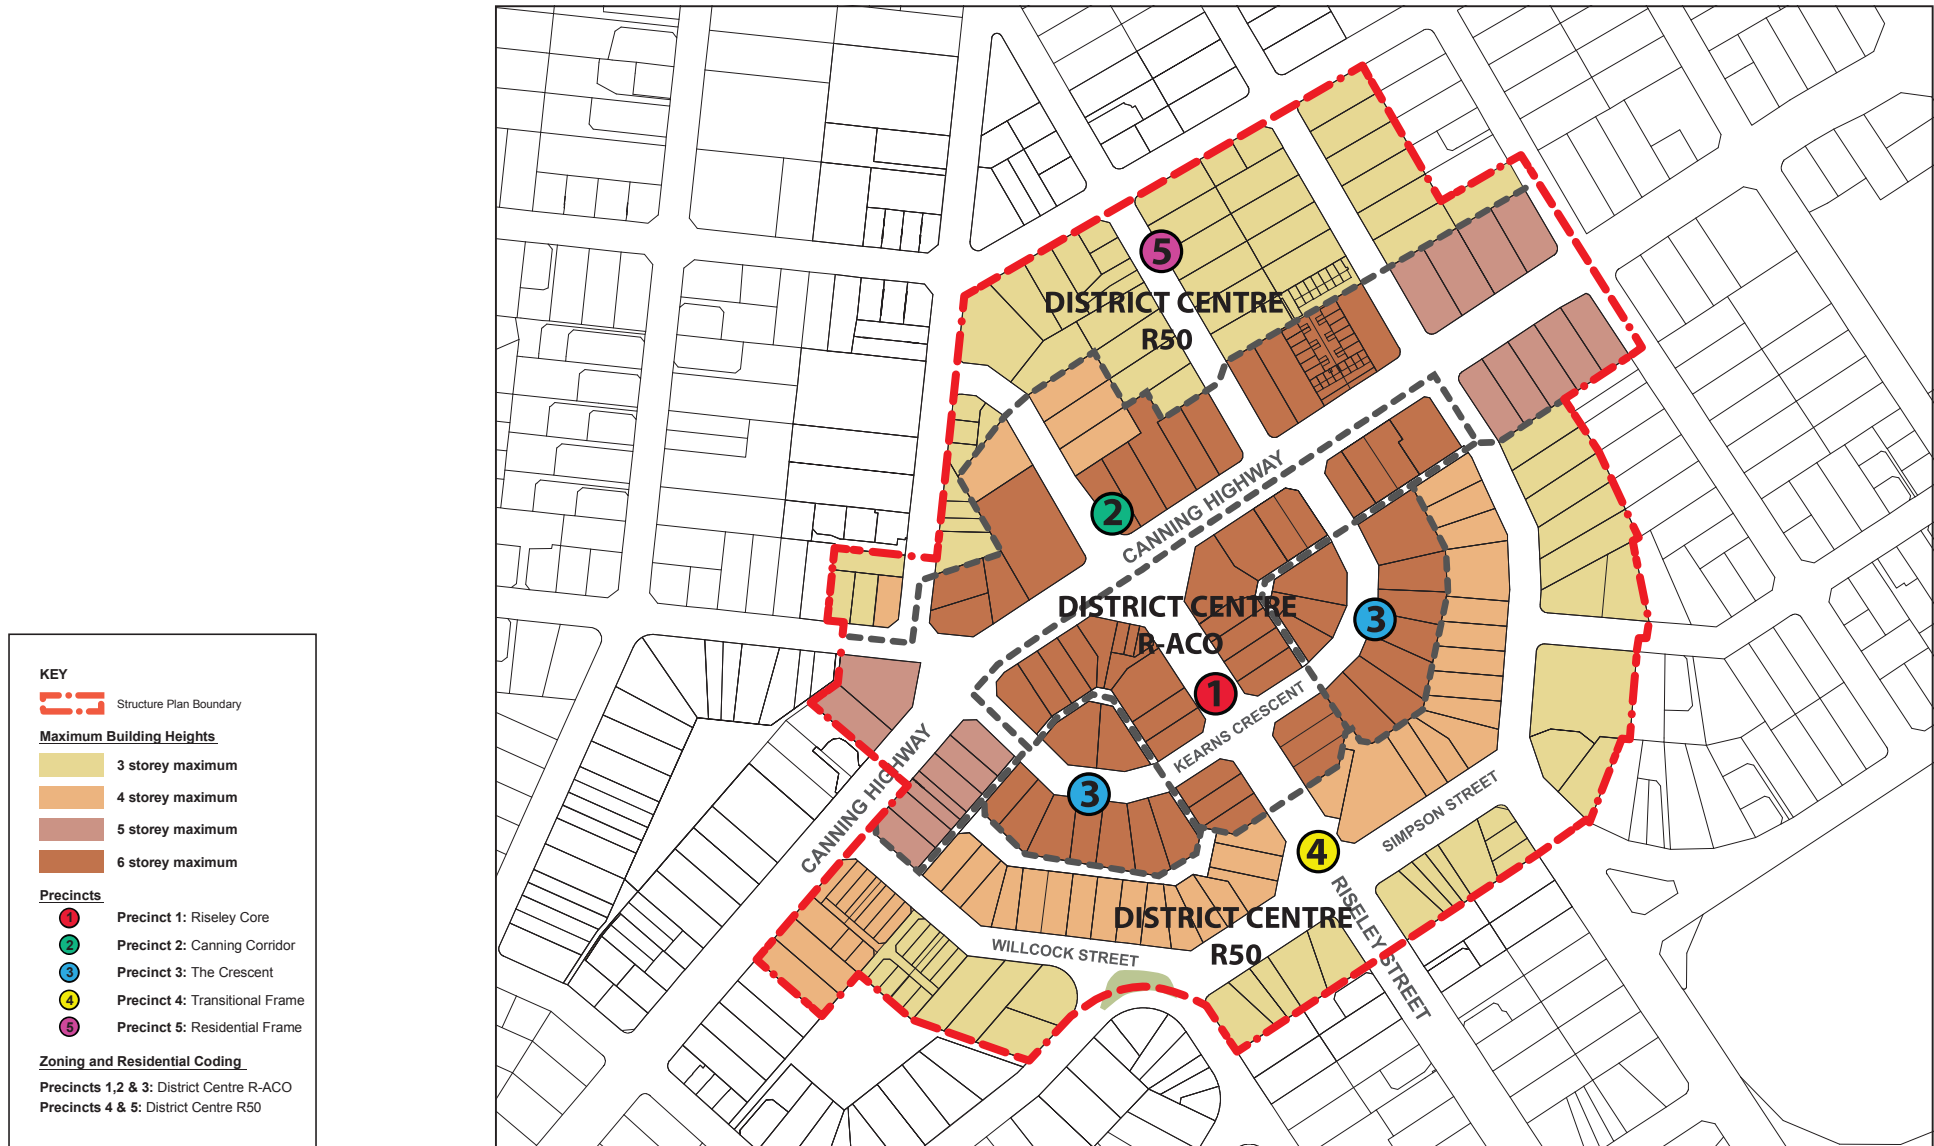 KEY
Structure Plan Boundary
Maximum Building Heights
3 storey maximum
4 storey maximum
5 storey maximum
6 storey maximum
Precincts
1 Precinct 1: Riseley Core
2 Precinct 2: Canning Corridor
3 Precinct 3: The Crescent
4 Precinct 4: Transitional Frame
5 Precinct 5: Residential Frame
Zoning and Residential Coding
Precincts 1,2 & 3: District Centre R-ACO
Precincts 4 & 5: District Centre R50
5
DISTRICT CENTRE
R50
2
CANNING HIGHWAY
DISTRICT CENTRE
R-ACO
3
1
KEARNS CRESCENT
CANNING HIGHWAY
3
SIMPSON STREET
4
RISELEY STREET
DISTRICT CENTRE
R50
WILLCOCK STREET